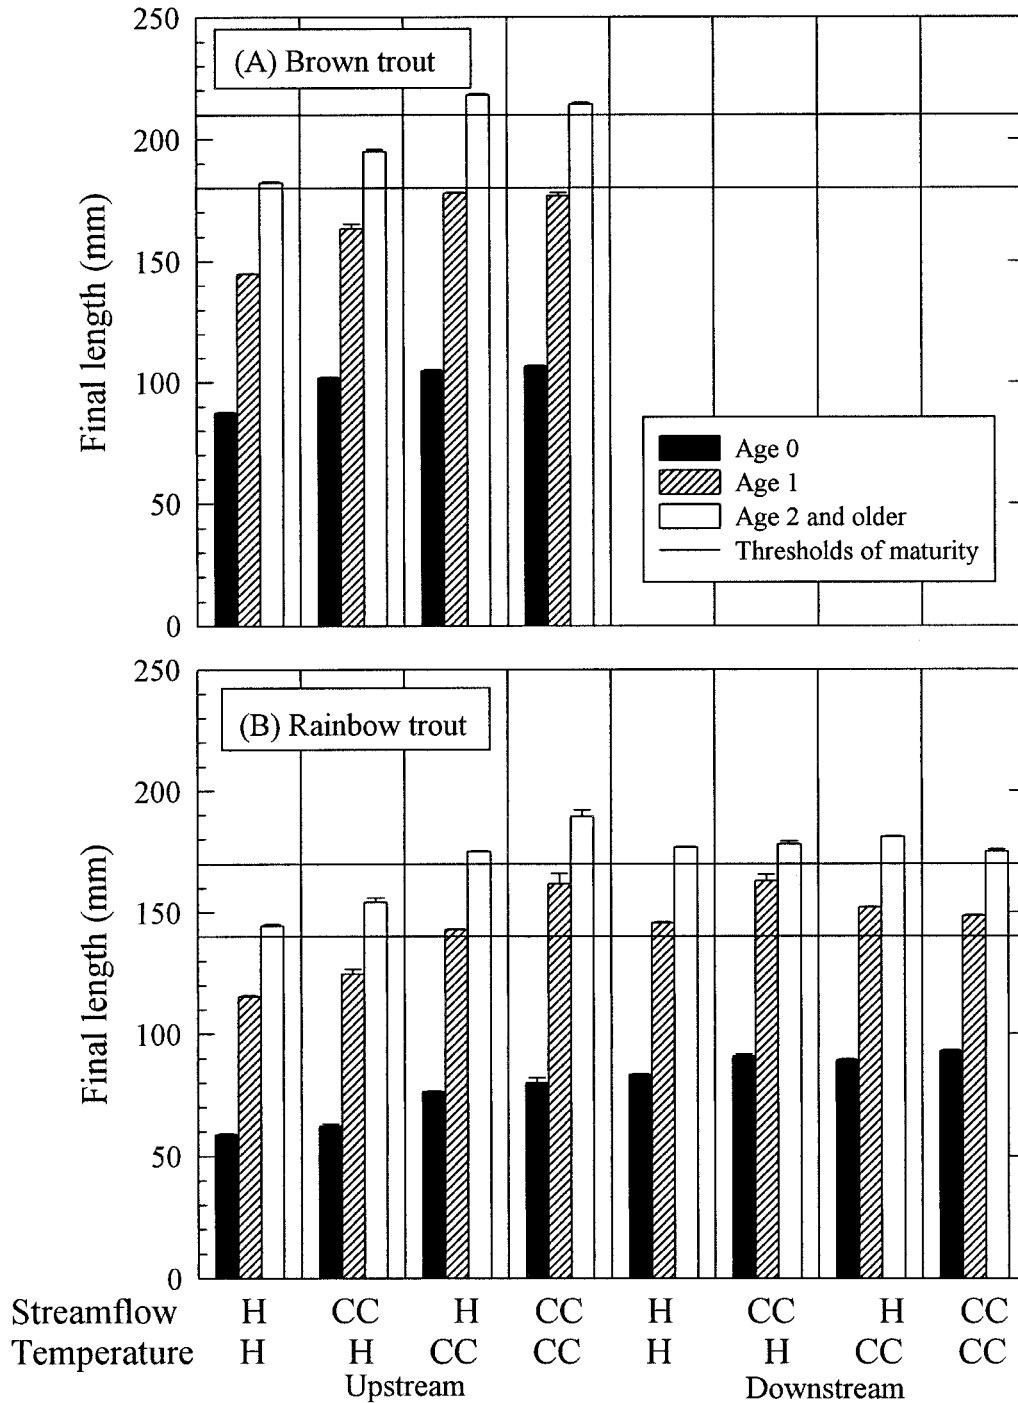 250
(A) Brown trout
200
150
100
50
0
Final length (mm)
Age 0
Age 1
Age 2 and older
Thresholds of maturity
250
(B) Rainbow trout
200
150
100
50
0
Final length (mm)
Streamflow H CC H CC H CC H CC
Temperature H H CC CC H H CC CC
Upstream Downstream